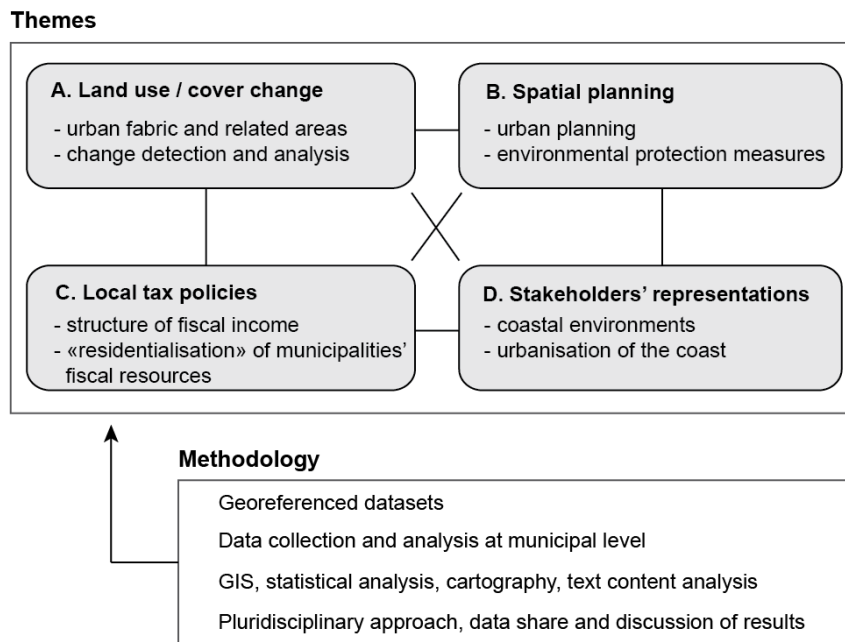 Themes
A. Land use / cover change
- urban fabric and related areas
- change detection and analysis
B. Spatial planning
- urban planning
- environmental protection measures
C. Local tax policies
- structure of fiscal income
- «residentialisation» of municipalities’
fiscal resources
D. Stakeholders’ representations
- coastal environments
- urbanisation of the coast
Methodology
Georeferenced datasets
Data collection and analysis at municipal level
GIS, statistical analysis, cartography, text content analysis
Pluridisciplinary approach, data share and discussion of results